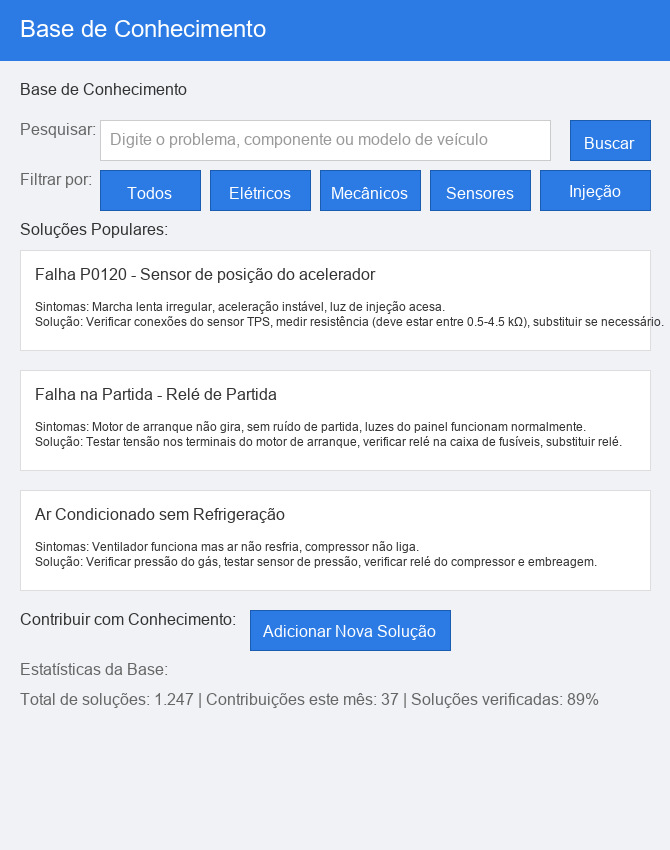 Base de Conhecimento
Base de Conhecimento
Pesquisar: Digite o problema, componente ou modelo de veículo Buscar
Filtrar por: Todos Elétricos Mecânicos Sensores Injeção
Soluções Populares:
Falha P0120 - Sensor de posição do acelerador
Sintomas: Marcha lenta irregular, aceleração instável, luz de injeção acesa.
Solução: Verificar conexões do sensor TPS, medir resistência (deve estar entre 0.5-4.5 kΩ), substituir se necessário.
Falha na Partida - Relé de Partida
Sintomas: Motor de arranque não gira, sem ruído de partida, luzes do painel funcionam normalmente.
Solução: Testar tensão nos terminais do motor de arranque, verificar relé na caixa de fusíveis, substituir relé.
Ar Condicionado sem Refrigeração
Sintomas: Ventilador funciona mas ar não resfria, compressor não liga.
Solução: Verificar pressão do gás, testar sensor de pressão, verificar relé do compressor e embreagem.
Contribuir com Conhecimento: Adicionar Nova Solução
Estatísticas da Base:
Total de soluções: 1.247 | Contribuições este mês: 37 | Soluções verificadas: 89%